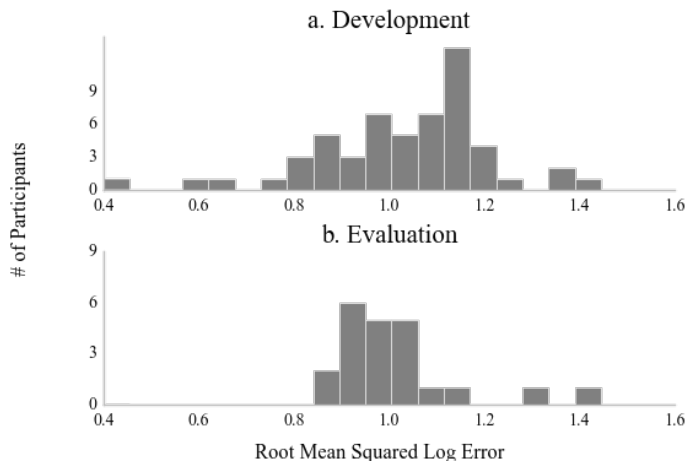 a. Development
9
6
3
0
0.4 0.6 0.8 1.0 1.2 1.4 1.6
# of Participants
b. Evaluation
9
6
3
0
0.4 0.6 0.8 1.0 1.2 1.4 1.6
Root Mean Squared Log Error